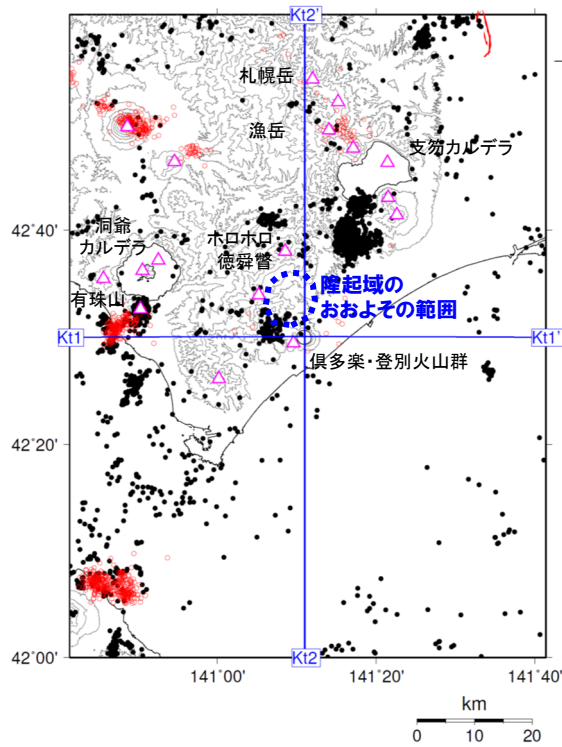 Kt2'
札幌岳
漁岳
支笏カルデラ
42°40'
洞爺
カルデラ
ホロホロ
徳舜瞥
隆起域の
おおよその範囲
有珠山
Kt1
Kt1'
倶多楽・登別火山群
42°20'
42°00'
Kt2
141°00'
141°20'
141°40'
km
0 10 20